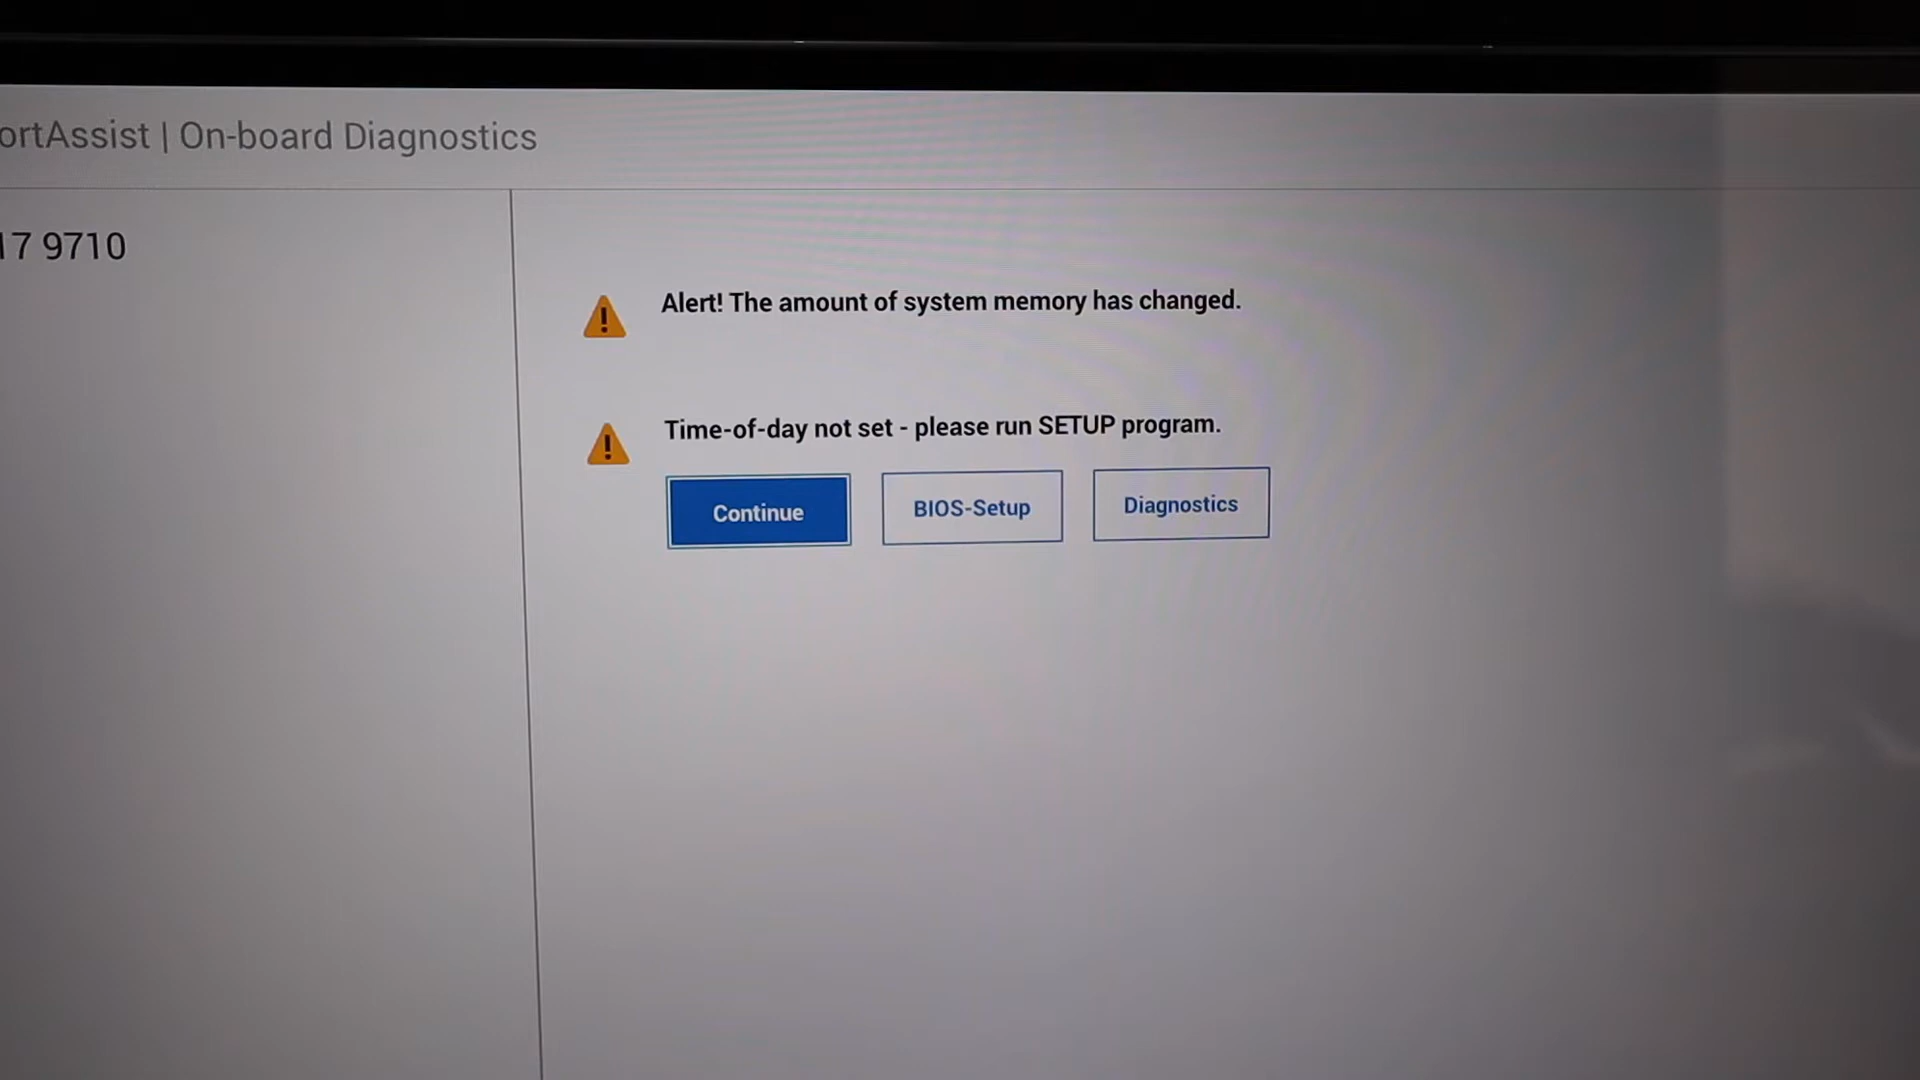 ortAssist | On-board Diagnostics
17 9710
Alert! The amount of system memory has changed.
Time-of-day not set - please run SETUP program.
Continue
BIOS-Setup
Diagnostics